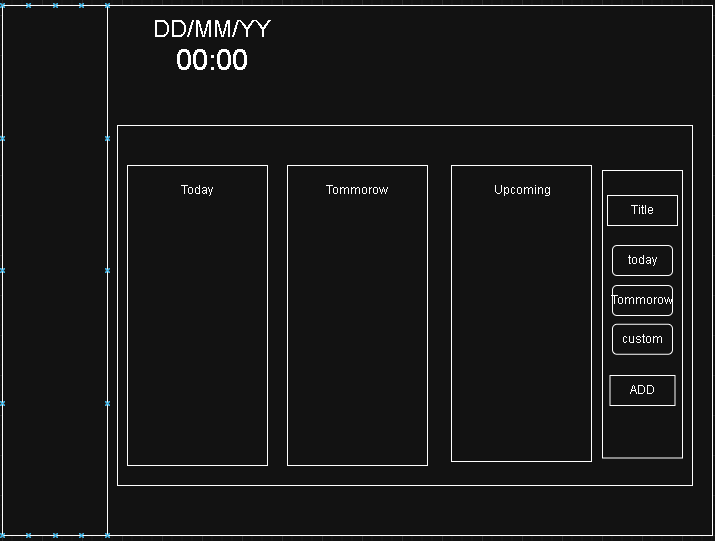 DD/MM/YY
00:00
Today
Tommorow
Upcoming
Title
today
Tommorow
custom
ADD